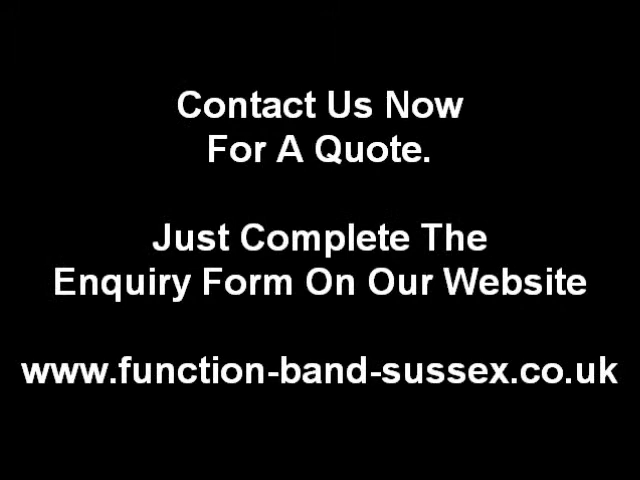 Contact Us Now
For A Quote.
Just Complete The
Enquiry Form On Our Website
www.function-band-sussex.co.uk